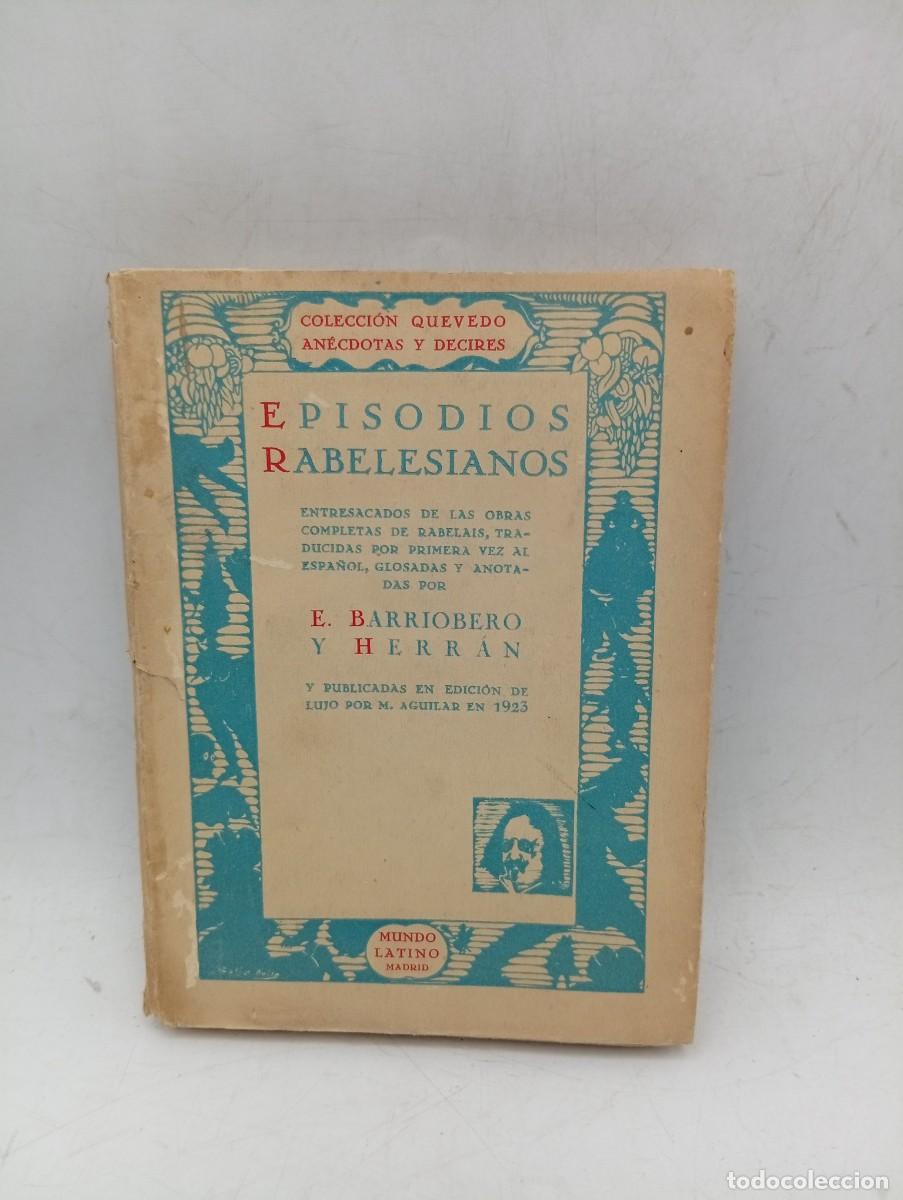 COLECCIÓN QUEVEDO
ANÉCDOTAS Y DECIRES
EPISODIOS
RABELESIANOS
ENTRESACADOS DE LAS OBRAS
COMPLETAS DE RABELAIS, TRA-
DUCIDAS POR PRIMERA VEZ AL
ESPAÑOL, GLOSADAS Y ANOTA-
DAS POR
E. BARRIOBERO
Y HERRÁN
Y PUBLICADAS EN EDICIÓN DE
LUJO POR M. AGUILAR EN 1923
MUNDO
LATINO
MADRID
todocoleccion